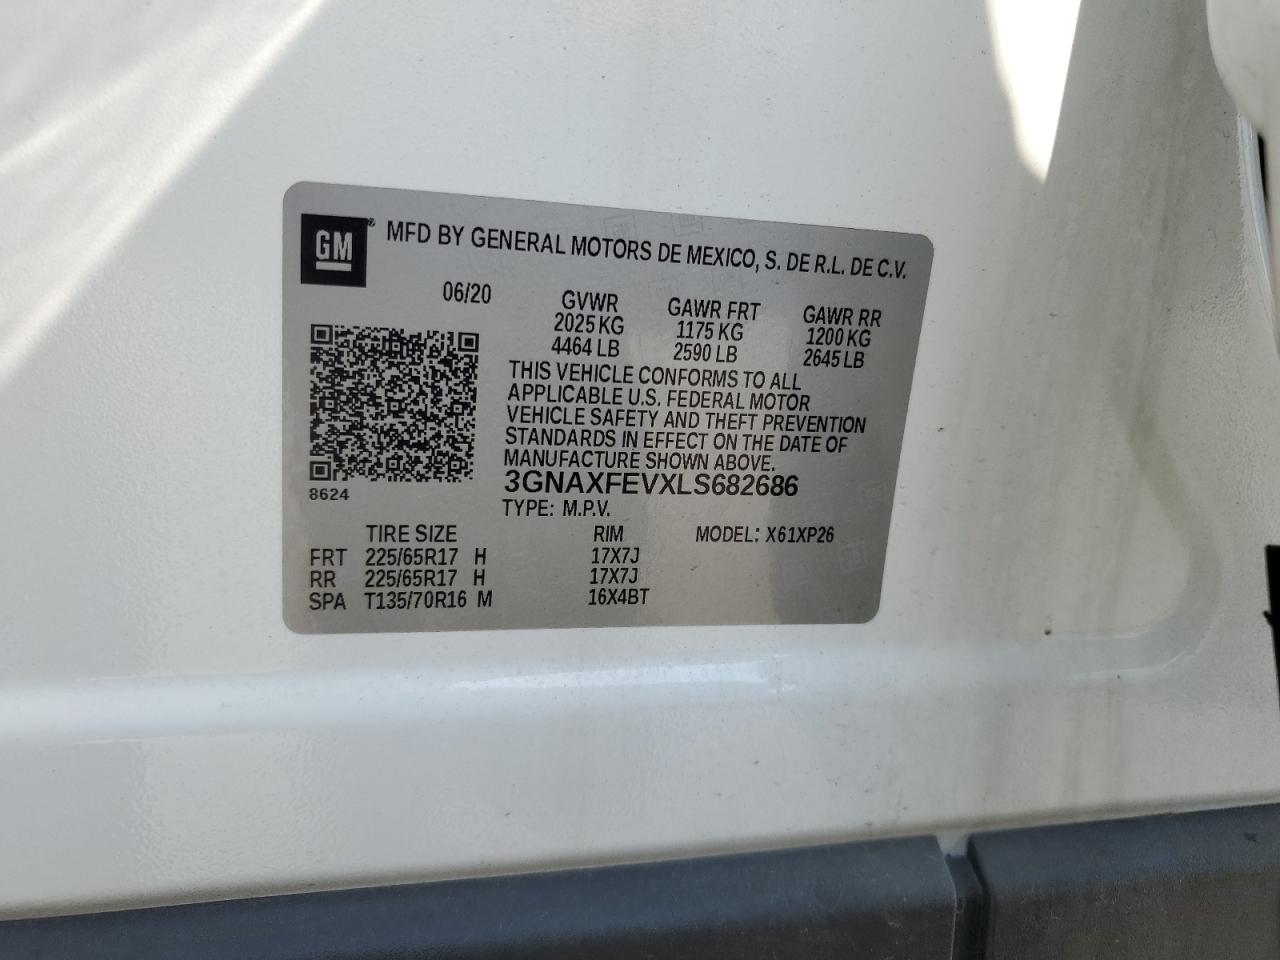 GM ® MFD BY GENERAL MOTORS DE MEXICO, S. DE R.L. DE C.V.
06/20 GVWR GAWR FRT GAWR RR
2025 KG 1175 KG 1200 KG
4464 LB 2590 LB 2645 LB
THIS VEHICLE CONFORMS TO ALL
APPLICABLE U.S. FEDERAL MOTOR
VEHICLE SAFETY AND THEFT PREVENTION
STANDARDS IN EFFECT ON THE DATE OF
MANUFACTURE SHOWN ABOVE.
8624 3GNAXFEVXLS682686
TYPE: M.P.V.
TIRE SIZE RIM MODEL: X61XP26
FRT 225/65R17 H 17X7J
RR 225/65R17 H 17X7J
SPA T135/70R16 M 16X4BT